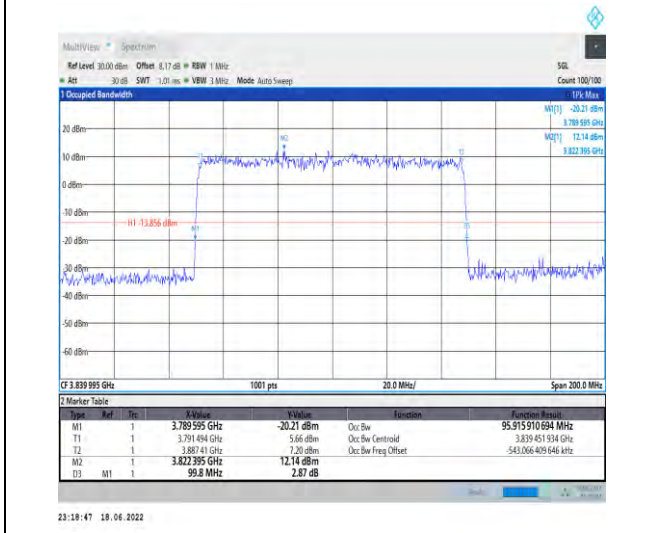 MultiView Spectrum
Ref Level 30.00 dBm Offset 8.17 dB RBW 1 MHz SGL
Att 30 dB SWT 1.01 ms VBW 3 MHz Mode Auto Sweep Count 100/100
1 Occupied Bandwidth 1Pk Max
M1[1] -20.21 dBm
3.789 595 GHz
20 dBm
M2[1] 12.14 dBm
3.822 395 GHz
M2
10 dBm
0 dBm
-10 dBm
H1 -13.856 dBm
M1
-20 dBm
-30 dBm
-40 dBm
-50 dBm
-60 dBm
CF 3.839 995 GHz 1001 pts 20.0 MHz/ Span 200.0 MHz
2 Marker Table
Type Ref Trc X-Value Y-Value Function Function Result
M1 1 3.789 595 GHz -20.21 dBm Occ Bw 95.915 910 694 MHz
T1 1 3.791 494 GHz 5.66 dBm Occ Bw Centroid 3.839 451 934 GHz
T2 1 3.887 41 GHz 7.20 dBm Occ Bw Freq Offset -543.066 409 646 kHz
M2 1 3.822 395 GHz 12.14 dBm
D3 M1 1 99.8 MHz 2.87 dB
23:18:47 18.06.2022